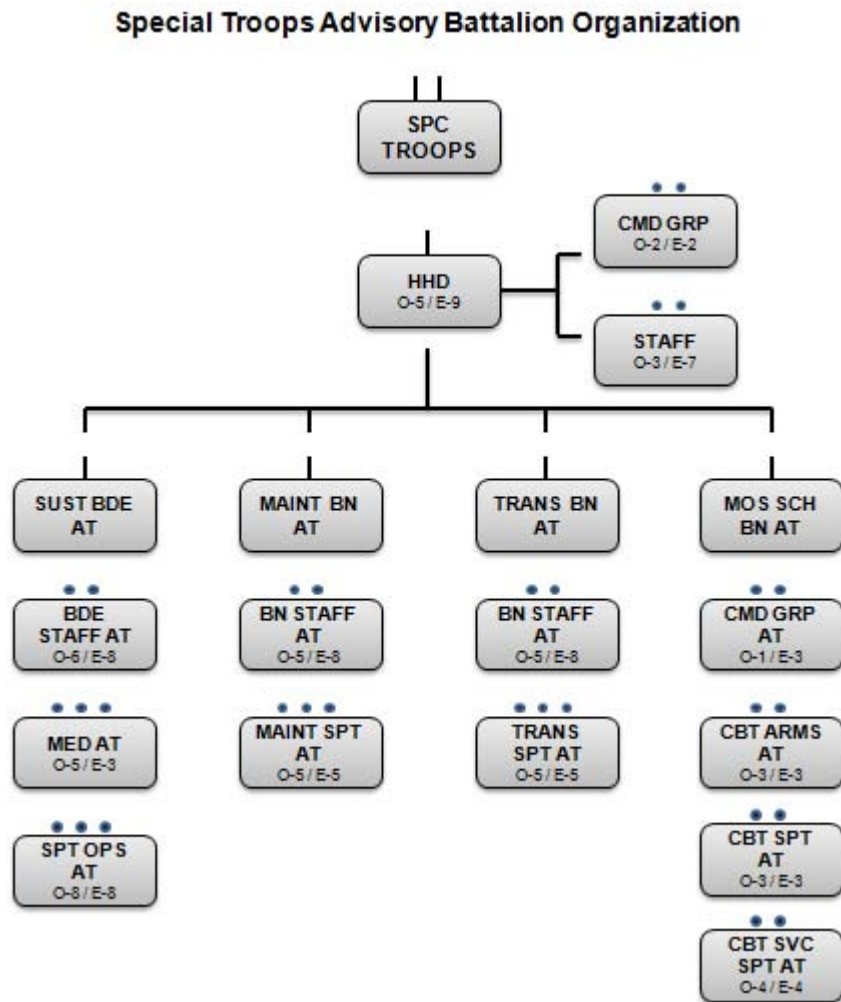 Special Troops Advisory Battalion Organization
SPC
TROOPS
CMD GRP
O-2 / E-2
HHD
O-5 / E-9
STAFF
O-3 / E-7
SUST BDE
AT
MAINT BN
AT
TRANS BN
AT
MOS SCH
BN AT
BDE
STAFF AT
O-6 / E-8
BN STAFF
AT
O-5 / E-8
BN STAFF
AT
O-5 / E-8
CMD GRP
AT
O-1 / E-3
MED AT
O-5 / E-3
MAINT SPT
AT
O-5 / E-5
TRANS
SPT AT
O-5 / E-5
CBT ARMS
AT
O-3 / E-3
SPT OPS
AT
O-8 / E-8
CBT SPT
AT
O-3 / E-3
CBT SVC
SPT AT
O-4 / E-4